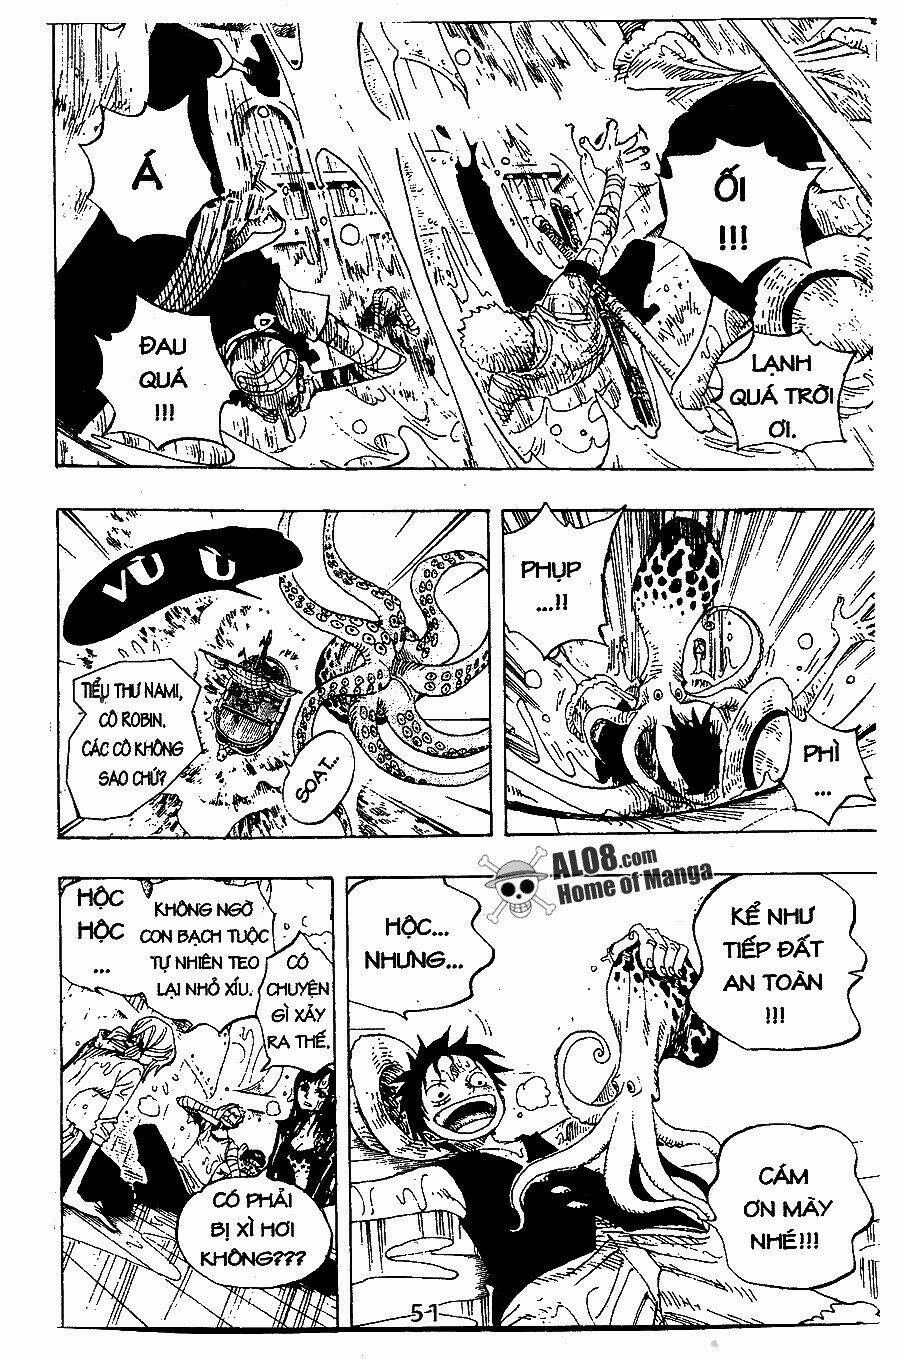 ỐI
!!!
LẠNH
QUÁ TRỜI
ƠI.
Á
ĐAU
QUÁ
!!!
PHỤP
...!!
PHÌ
...
VÙ Ù
TIỂU THƯ NAMI,
CÔ ROBIN.
CÁC CÔ KHÔNG
SAO CHỨ?
SOẠT...
AL08.com
Home of Manga
KỂ NHƯ
TIẾP ĐẤT
AN TOÀN
!!!
HỘC...
NHƯNG...
CÁM
ƠN MÀY
NHÉ!!!
CÓ
CHUYỆN
GÌ XẢY
RA THẾ.
KHÔNG NGỜ
CON BẠCH TUỘC
TỰ NHIÊN TEO
LẠI NHỎ XÍU.
HỘC
HỘC
...
CÓ PHẢI
BỊ XÌ HƠI
KHÔNG???
51